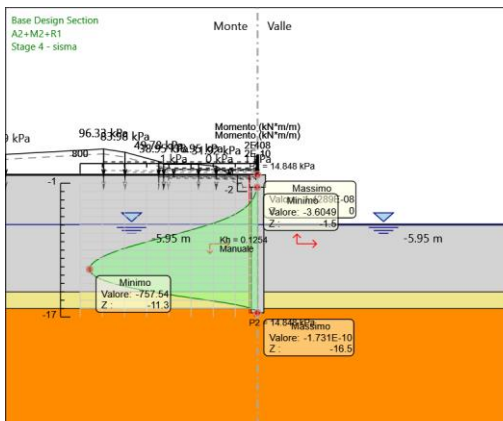 Base Design Section
A2+M2+R1
Stage 4 - sisma
Monte
Valle
96.33 kPa
83.98 kPa
kPa
800
Momento (kN*m/m)
Momento (kN*m/m)
= 14.848 kPa
-1
-2
Massimo
0
Minimo
Valore: -3.6049
Z : -1.5
-5.95 m
-5.95 m
Kh = 0.1254
Manuale
Minimo
Valore: -757.54
Z : -11.3
-17
P2 = 14.848 kPa
Massimo
Valore: -1.731E-10
Z : -16.5